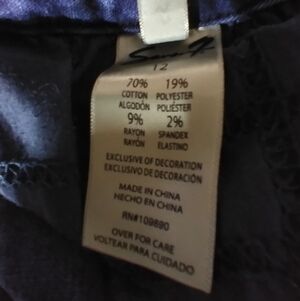 12
70% 19%
COTTON POLYESTER
ALGODÓN POLIÉSTER
9% 2%
RAYON SPANDEX
RAYÓN ELASTINO
EXCLUSIVE OF DECORATION
EXCLUSIVO DE DECORACIÓN
MADE IN CHINA
HECHO EN CHINA
RN#109890
OVER FOR CARE
VOLTEAR PARA CUIDADO